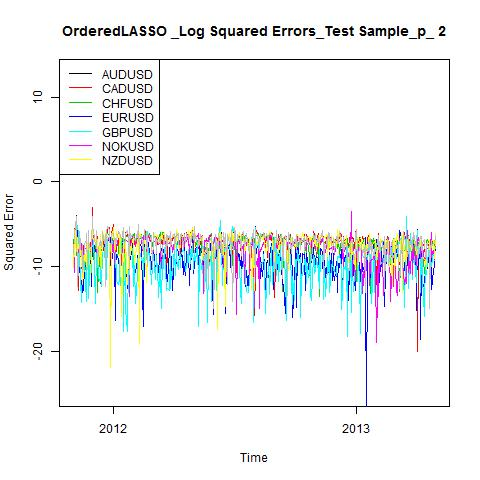 OrderedLASSO _Log Squared Errors_Test Sample_p_ 2
AUDUSD
CADUSD
CHFUSD
EURUSD
GBPUSD
NOKUSD
NZDUSD
10
0
-10
-20
Squared Error
2012
2013
Time